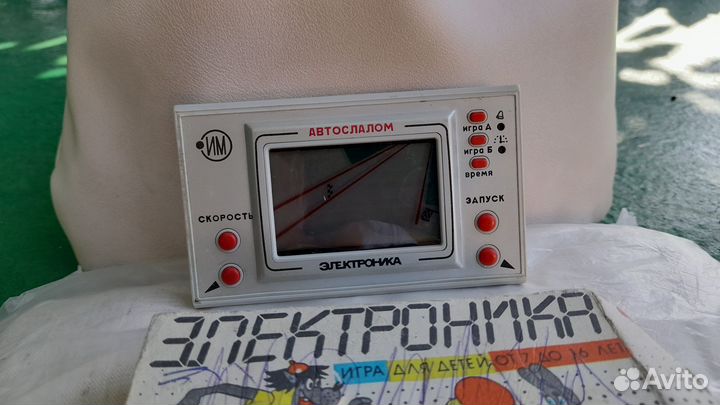 АВТОСЛАЛОМ
ИМ
игра А
игра Б
время
СКОРОСТЬ
ЗАПУСК
ЭЛЕКТРОНИКА
ЭЛЕКТРОНИКА
ИГРА ДЛЯ ДЕТЕЙ ОТ 7 ДО 16 ЛЕТ
Avito